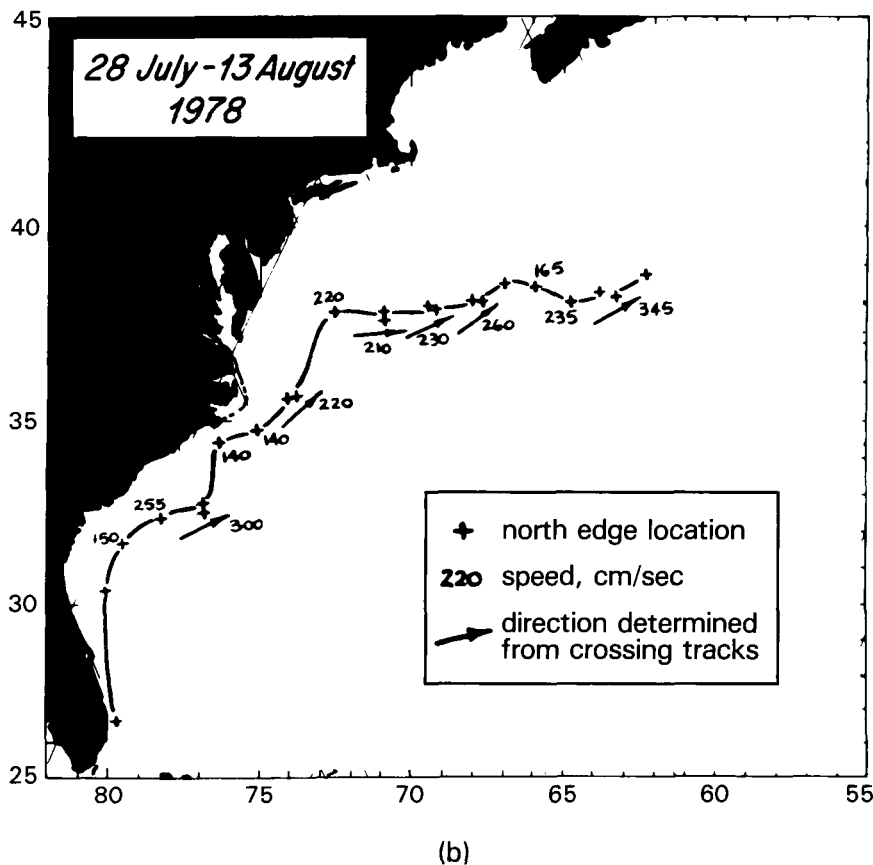 45
28 July - 13 August
1978
40
220
165
210
230
260
235
345
35
220
140
140
255
150
300
30
+ north edge location
220 speed, cm/sec
direction determined
from crossing tracks
25
80 75 70 65 60 55
(b)